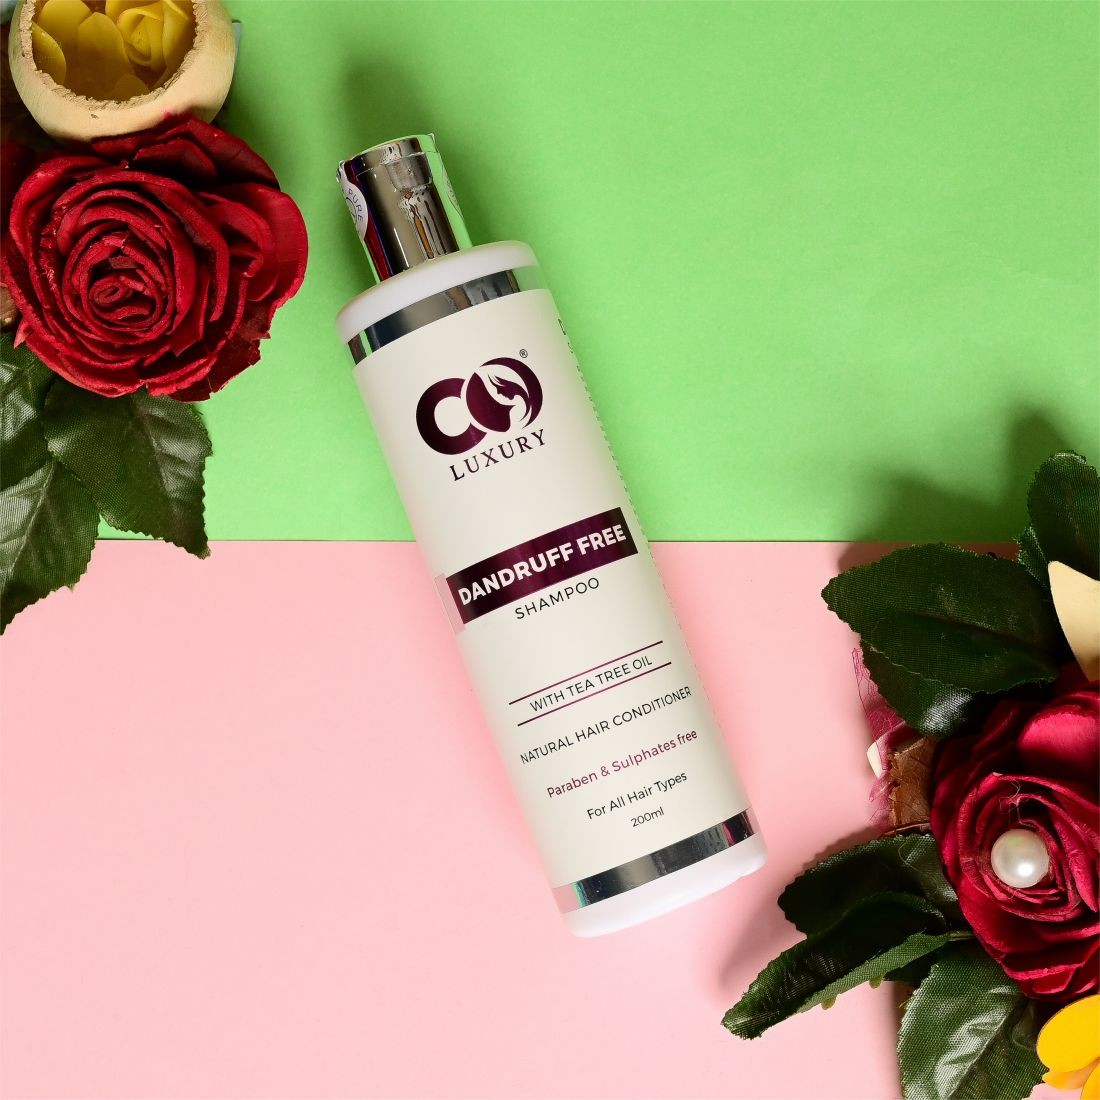 PURE
CO®
LUXURY
DANDRUFF FREE
SHAMPOO
WITH TEA TREE OIL
NATURAL HAIR CONDITIONER
Paraben & Sulphates free
For All Hair Types
200ml